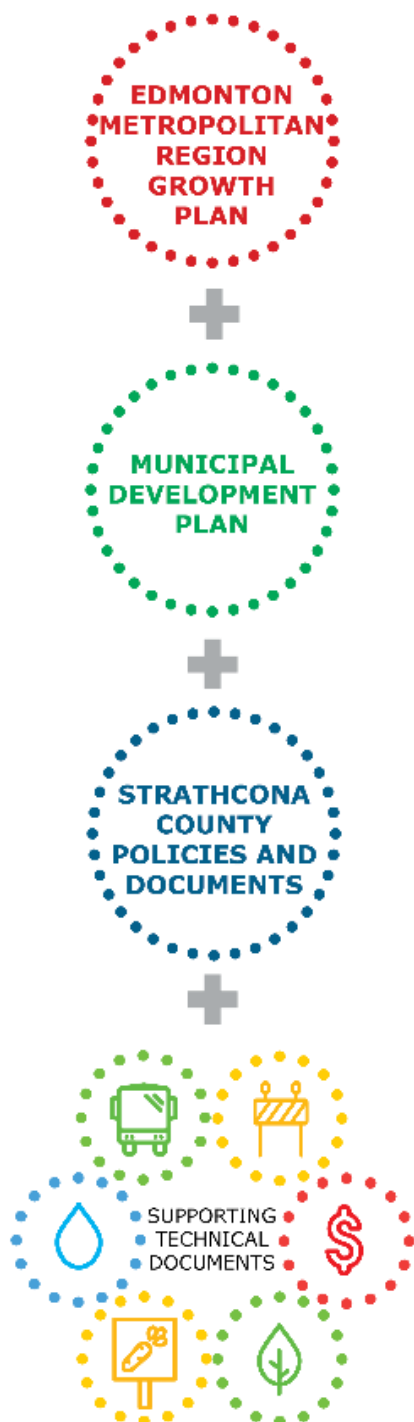 EDMONTON
METROPOLITAN
REGION
GROWTH
PLAN
MUNICIPAL
DEVELOPMENT
PLAN
STRATHCONA
COUNTY
POLICIES AND
DOCUMENTS
SUPPORTING
TECHNICAL
DOCUMENTS
$